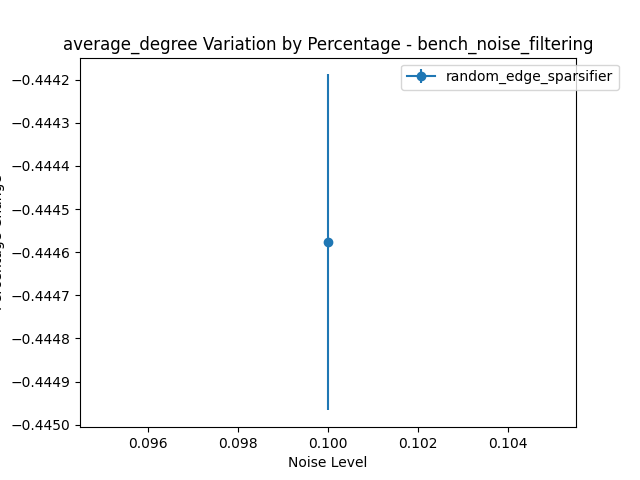 average_degree Variation by Percentage - bench_noise_filtering
random_edge_sparsifier
−0.4442
−0.4443
−0.4444
−0.4445
−0.4446
−0.4447
−0.4448
−0.4449
−0.4450
0.096 0.098 0.100 0.102 0.104
Noise Level